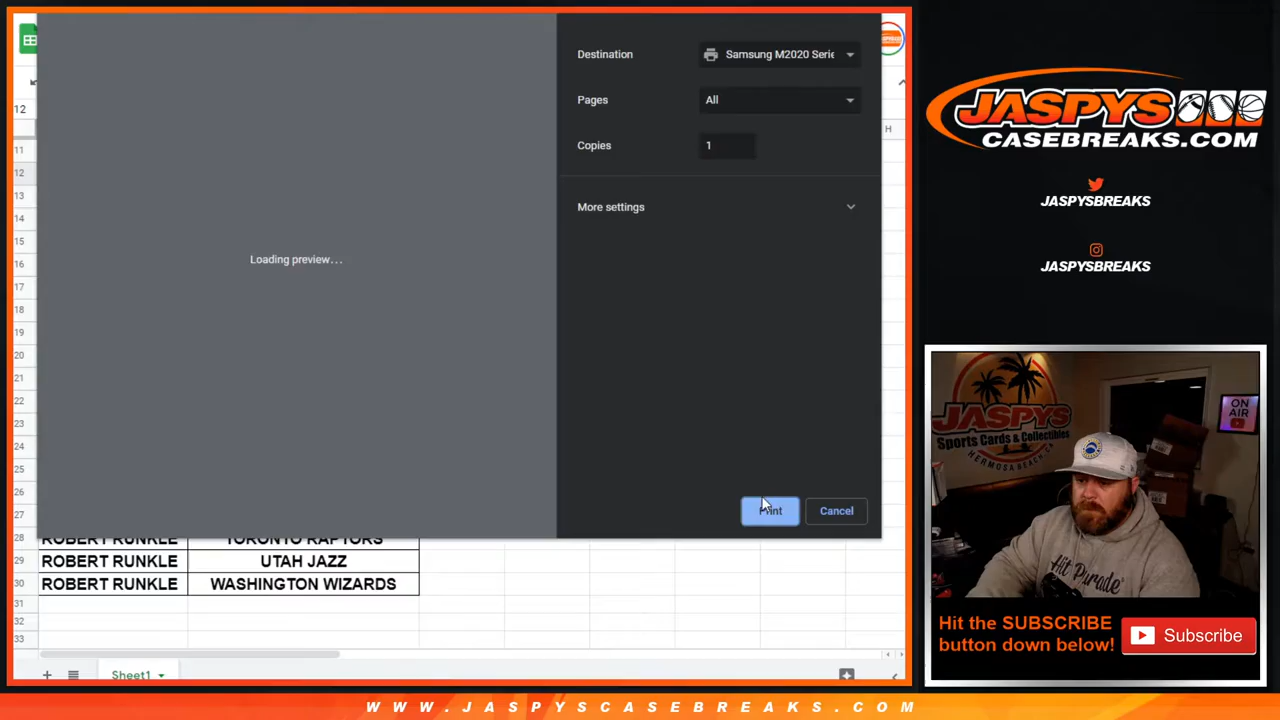 Destination
Samsung M2020 Serie
Pages
All
Copies
1
More settings
Loading preview...
Print
Cancel
H
12
11
12
13
14
15
16
17
18
19
20
21
22
23
24
25
26
27
28
ROBERT RUNKLE
TORONTO RAPTORS
29
ROBERT RUNKLE
UTAH JAZZ
30
ROBERT RUNKLE
WASHINGTON WIZARDS
31
32
33
Sheet1
JASPYS
CASEBREAKS.COM
JASPYSBREAKS
JASPYSBREAKS
JASPYS
Sports Cards & Collectibles
HERMOSA BEACH, CA
ON
AIR
Hit Parade
Hit the SUBSCRIBE
button down below!
Subscribe
WWW.JASPYSCASEBREAKS.COM